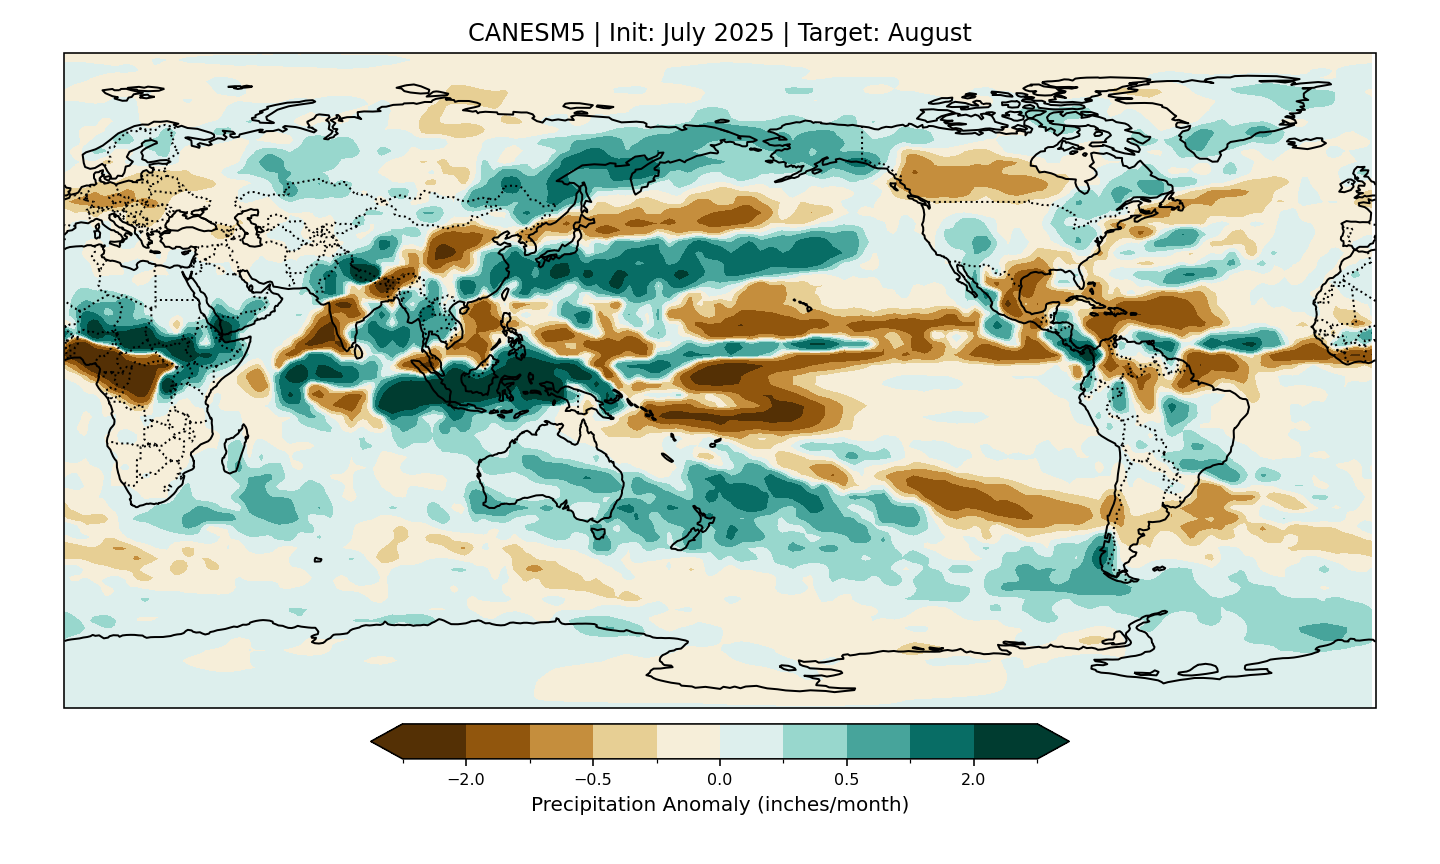 CANESM5 | Init: July 2025 | Target: August
−2.0 −0.5 0.0 0.5 2.0
Precipitation Anomaly (inches/month)